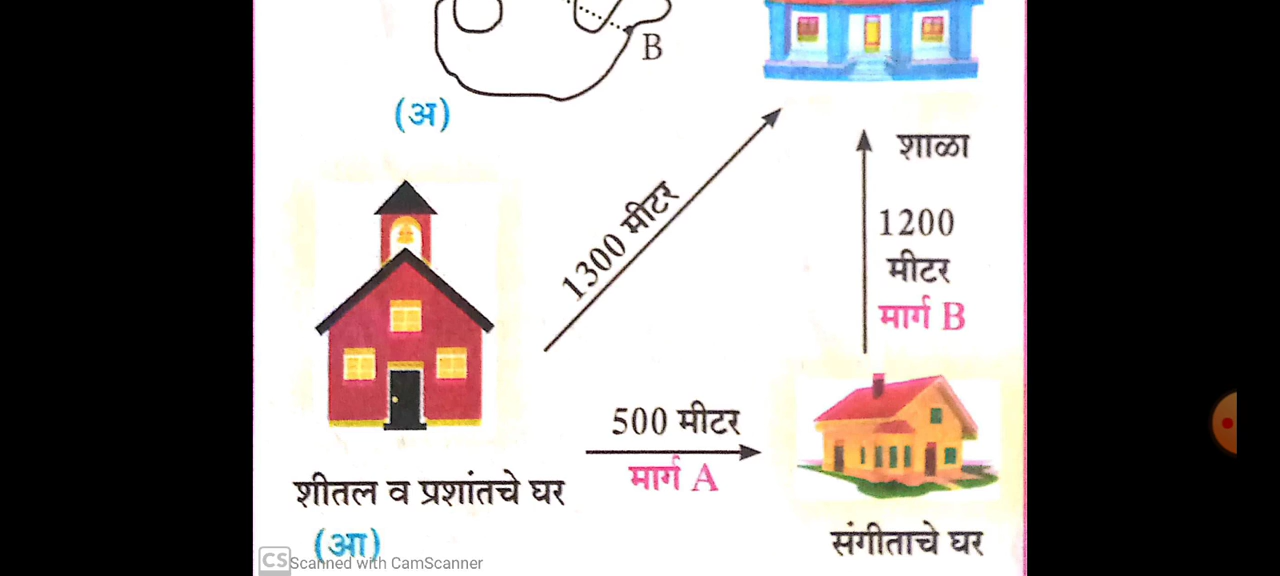 B
(अ)
शाळा
1300 मीटर
1200
मीटर
मार्ग B
500 मीटर
मार्ग A
शीतल व प्रशांतचे घर
(आ)
संगीताचे घर
CS Scanned with CamScanner